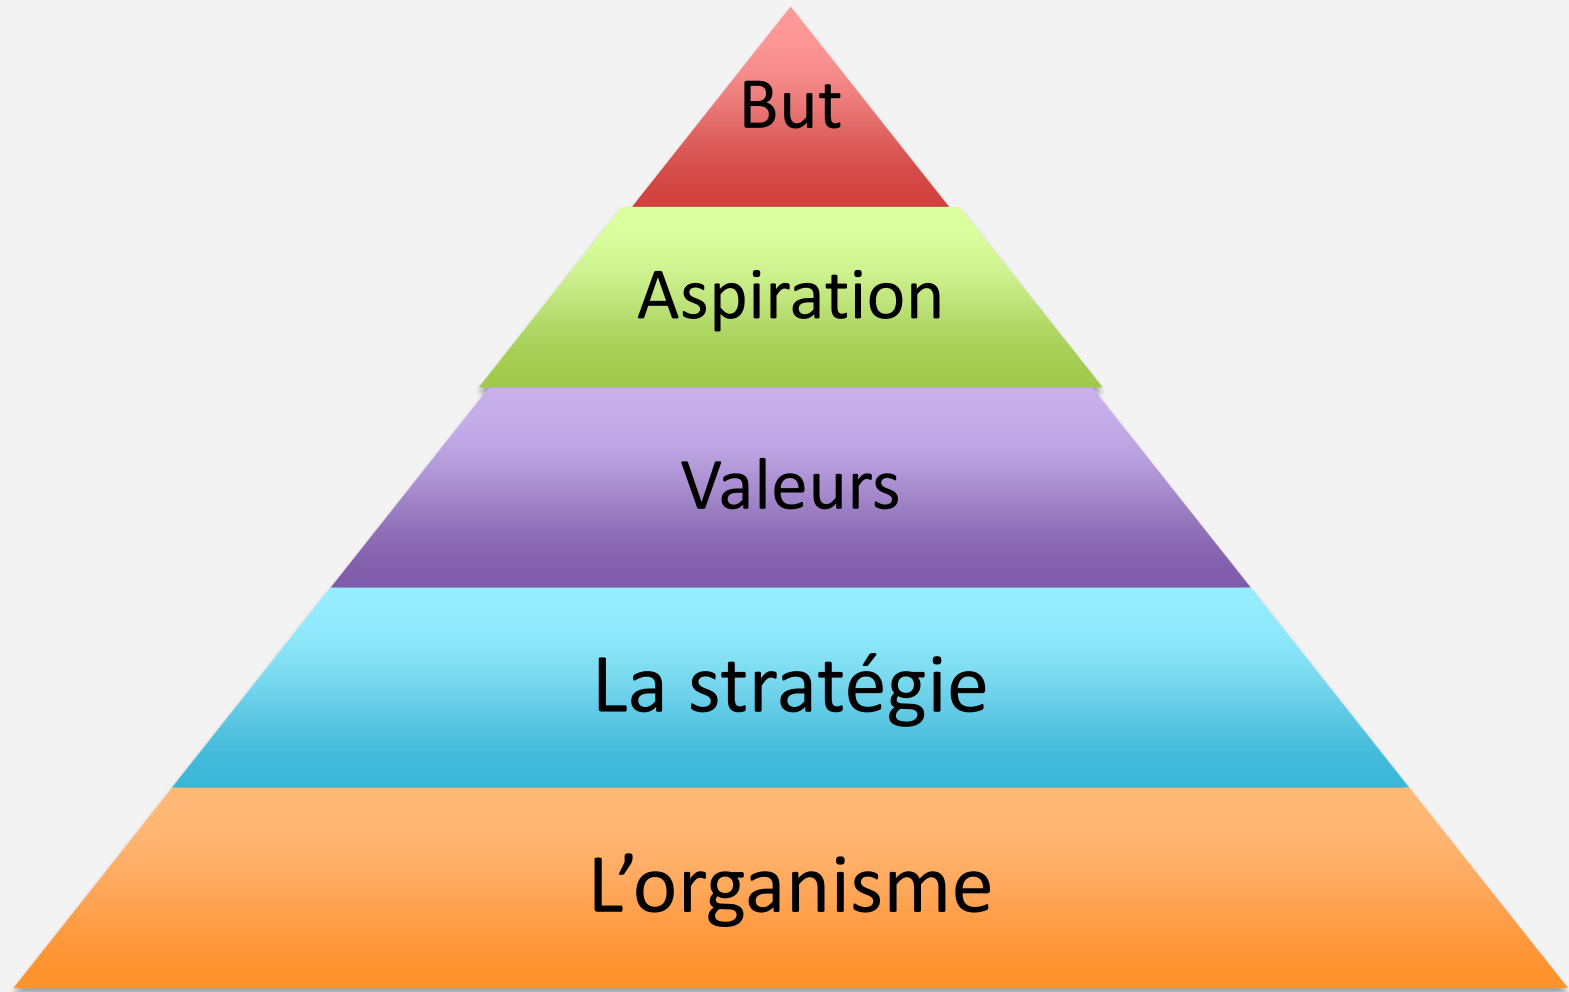 But
Aspiration
Valeurs
La stratégie
L’organisme